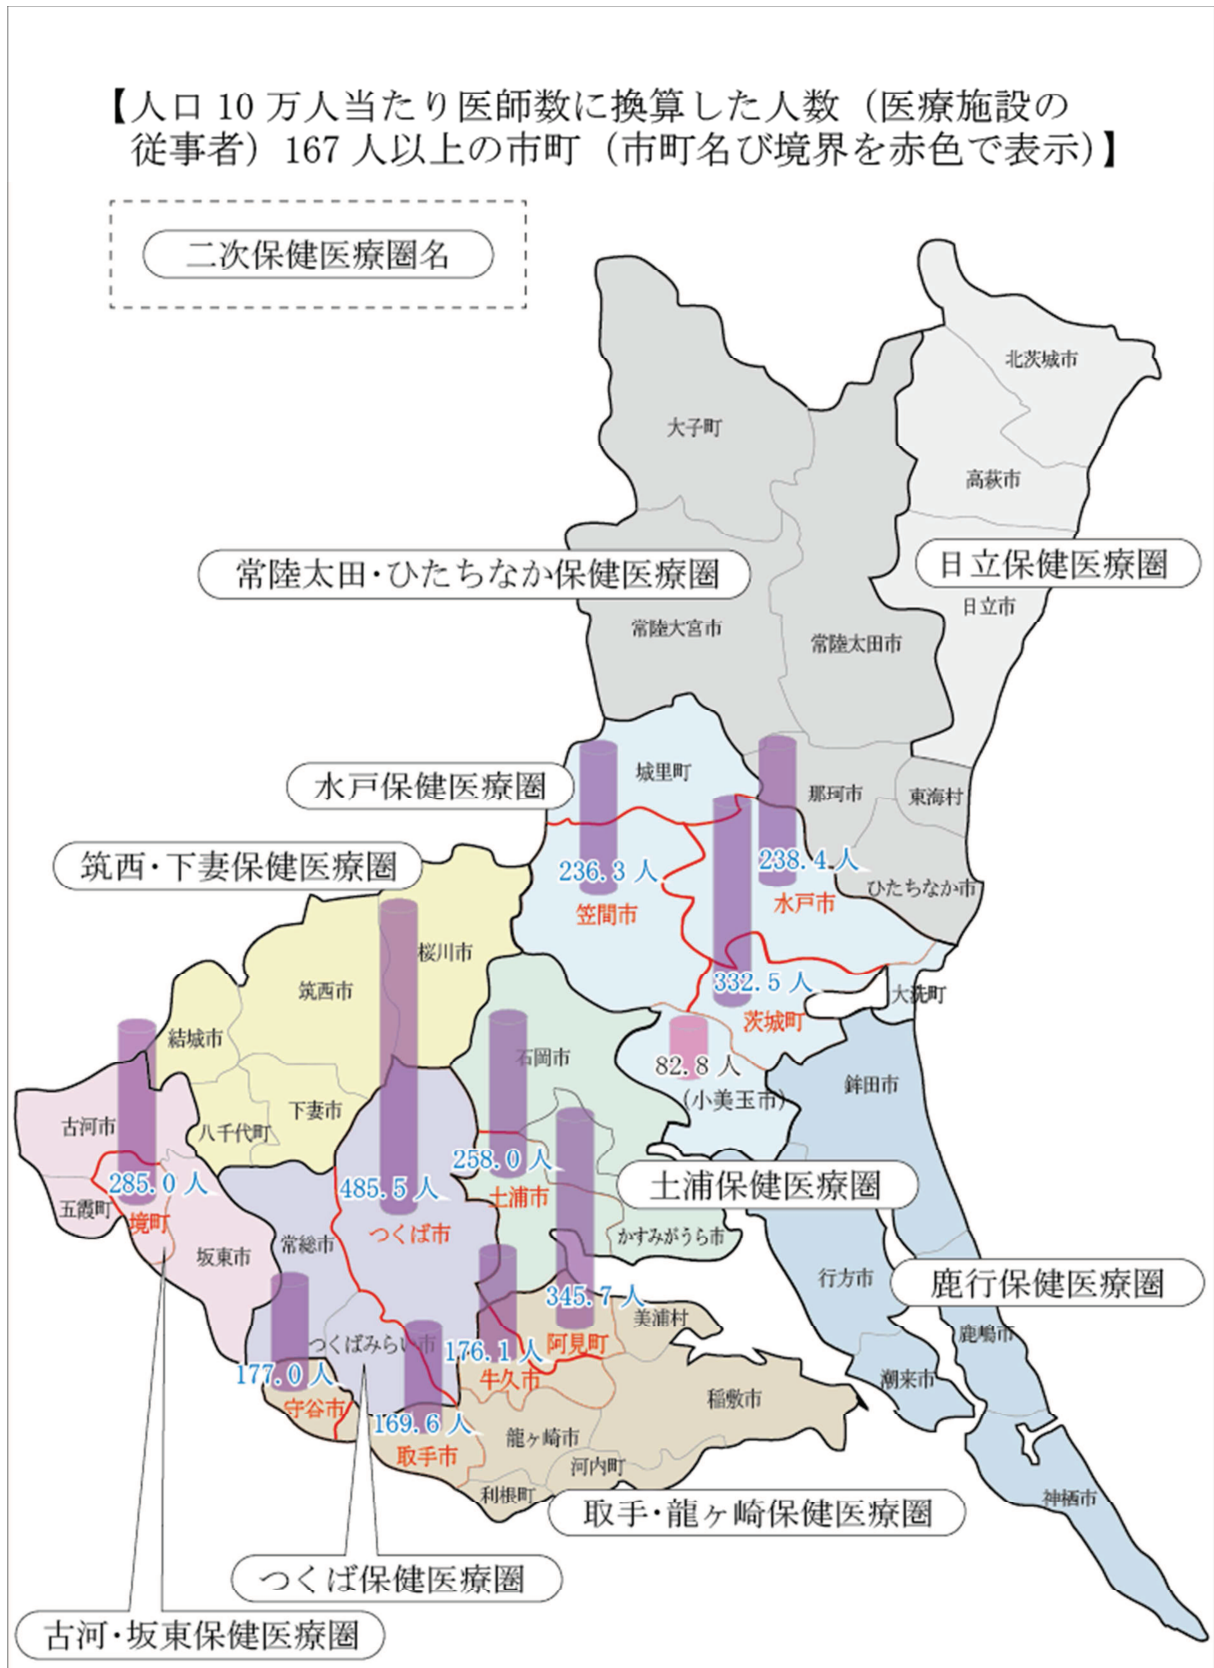 【人口 10 万人当たり医師数に換算した人数（医療施設の
従事者）167 人以上の市町（市町名び境界を赤色で表示）】
二次保健医療圏名
北茨城市
大子町
高萩市
常陸太田・ひたちなか保健医療圏
日立保健医療圏
日立市
常陸大宮市
常陸太田市
水戸保健医療圏
城里町
那珂市
東海村
筑西・下妻保健医療圏
236.3 人
238.4 人
ひたちなか市
笠間市
水戸市
桜川市
筑西市
332.5 人
大洗町
茨城町
結城市
石岡市
82.8 人
(小美玉市)
鉾田市
古河市
八千代町
下妻市
285.0 人
485.5 人
258.0 人
土浦保健医療圏
五霞町
境町
つくば市
土浦市
かすみがうら市
坂東市
常総市
行方市
鹿行保健医療圏
345.7 人
美浦村
鹿嶋市
つくばみらい市
阿見町
177.0 人
176.1 人
牛久市
潮来市
守谷市
169.6 人
稲敷市
取手市
龍ヶ崎市
河内町
利根町
神栖市
取手・龍ヶ崎保健医療圏
つくば保健医療圏
古河・坂東保健医療圏